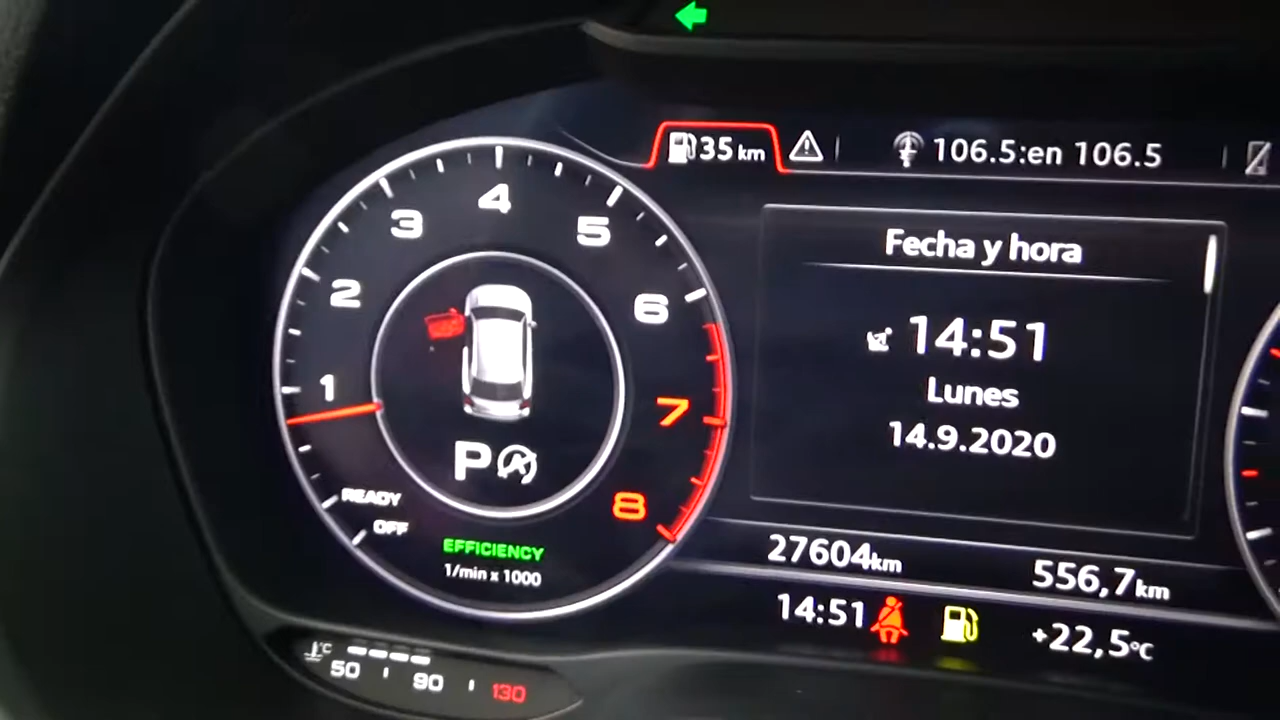 35 km
106.5:en 106.5
Fecha y hora
14:51
Lunes
14.9.2020
27604km
556,7km
14:51
+22,5°C
1
2
3
4
5
6
7
8
P
READY
OFF
EFFICIENCY
1/min x 1000
°C
50
90
130